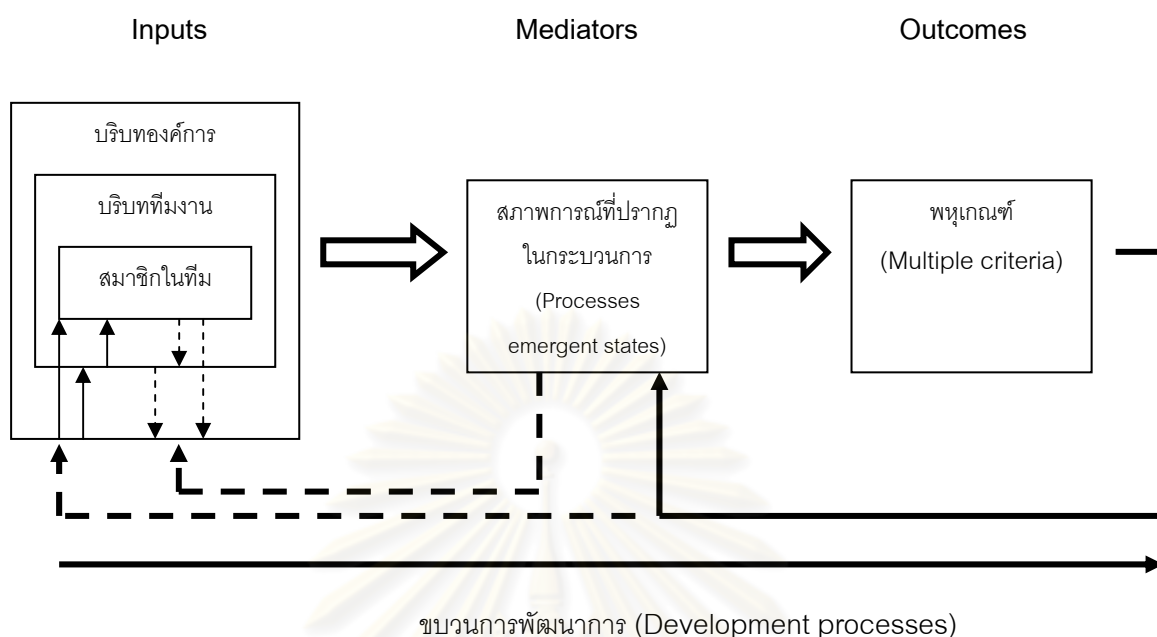 Inputs
Mediators
Outcomes
บริบทองค์การ
บริบททีมงาน
สมาชิกในทีม
สภาพการณ์ที่ปรากฏ
ในกระบวนการ
(Processes
emergent states)
พหุเกณฑ์
(Multiple criteria)
ขบวนการพัฒนาการ (Development processes)